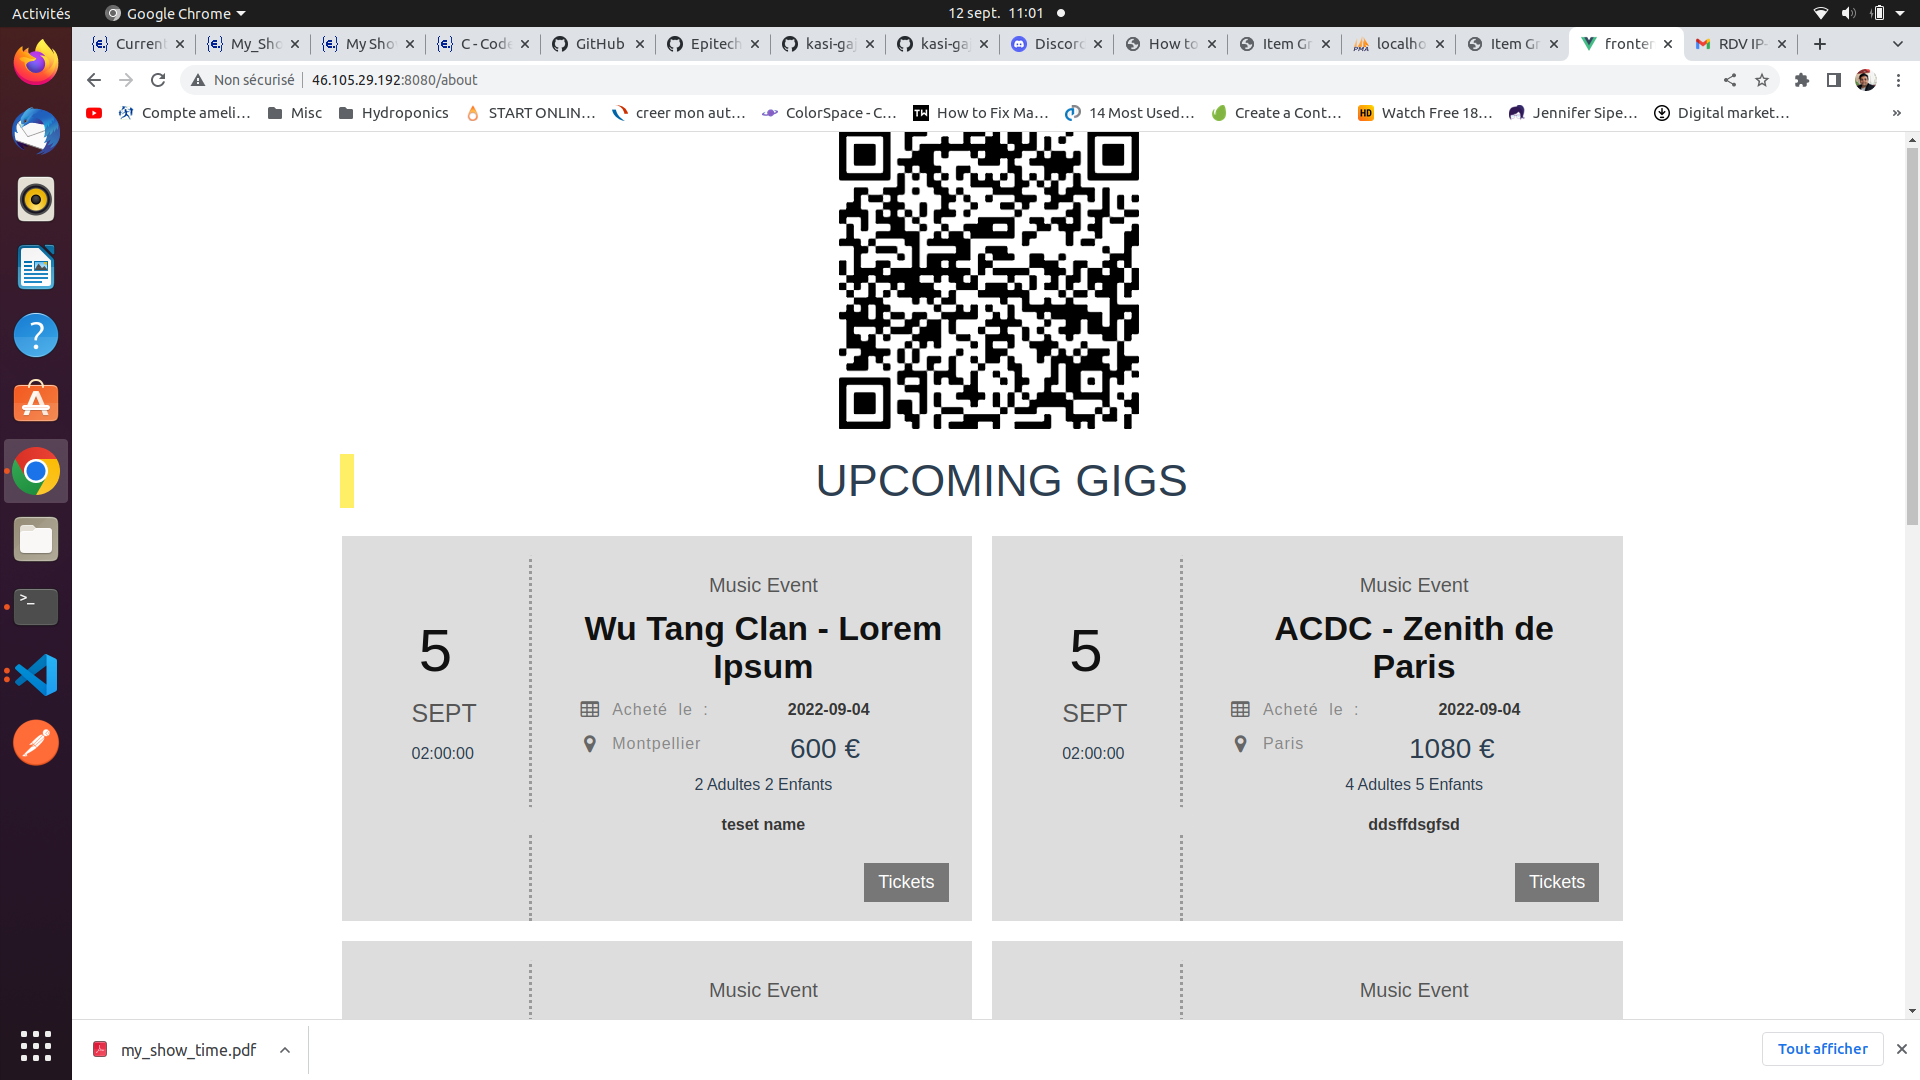 Activités Google Chrome 12 sept. 11:01
Current My_Sho My Sho C - Code GitHub Epitech kasi-ga kasi-ga Discord How to Item Gr localho Item Gr fronte RDV IP-
Non sécurisé 46.105.29.192:8080/about
Compte ameli… Misc Hydroponics START ONLIN… creer mon aut… ColorSpace - C… How to Fix Ma… 14 Most Used… Create a Cont… Watch Free 18… Jennifer Sipe… Digital market… »
UPCOMING GIGS
Music Event
Wu Tang Clan - Lorem
Ipsum
5
SEPT
02:00:00
Acheté le : 2022-09-04
Montpellier 600 €
2 Adultes 2 Enfants
teset name
Tickets
Music Event
ACDC - Zenith de
Paris
5
SEPT
02:00:00
Acheté le : 2022-09-04
Paris 1080 €
4 Adultes 5 Enfants
ddsffdsgfsd
Tickets
Music Event
Music Event
my_show_time.pdf Tout afficher